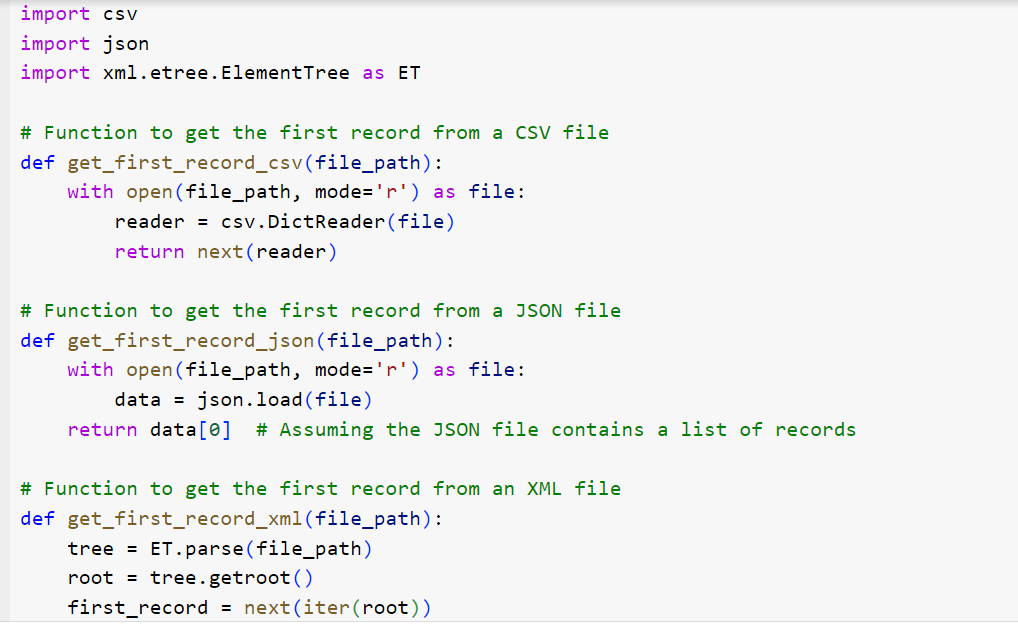 import csv
import json
import xml.etree.ElementTree as ET

# Function to get the first record from a CSV file
def get_first_record_csv(file_path):
    with open(file_path, mode='r') as file:
        reader = csv.DictReader(file)
        return next(reader)

# Function to get the first record from a JSON file
def get_first_record_json(file_path):
    with open(file_path, mode='r') as file:
        data = json.load(file)
    return data[0]  # Assuming the JSON file contains a list of records

# Function to get the first record from an XML file
def get_first_record_xml(file_path):
    tree = ET.parse(file_path)
    root = tree.getroot()
    first_record = next(iter(root))